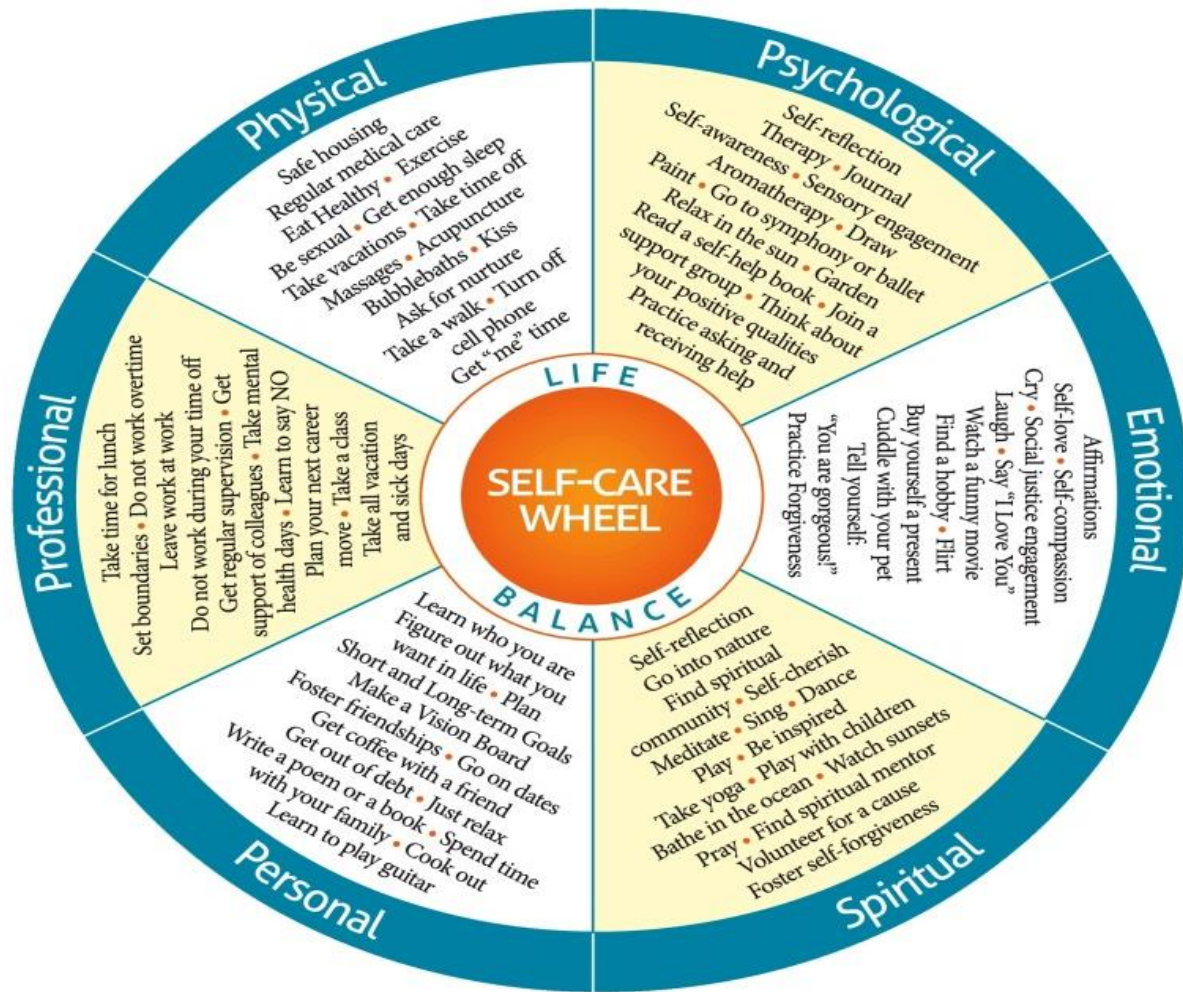 Psychological
Self-reflection
Therapy • Journal
Self-awareness • Sensory engagement
Aromatherapy • Draw
Paint • Go to symphony or ballet
Relax in the sun • Garden
Read a self-help book • Join a
support group • Think about
your positive qualities
Practice asking and
receiving help
Emotional
Affirmations
Self-love • Self-compassion
Cry • Social justice engagement
Laugh • Say “I Love You”
Watch a funny movie
Find a hobby • Flirt
Buy yourself a present
Cuddle with your pet
Tell yourself:
“You are gorgeous!”
Practice Forgiveness
Spiritual
Self-reflection
Go into nature
Find spiritual
community • Self-cherish
Meditate • Sing • Dance
Play • Be inspired
Take yoga • Play with children
Bathe in the ocean • Watch sunsets
Pray • Find spiritual mentor
Volunteer for a cause
Foster self-forgiveness
Personal
Learn who you are
Figure out what you
want in life • Plan
Short and Long-term Goals
Make a Vision Board
Foster friendships • Go on dates
Get coffee with a friend
Get out of debt • Just relax
Write a poem or a book • Spend time
with your family • Cook out
Learn to play guitar
Professional
Take time for lunch
Set boundaries • Do not work overtime
Leave work at work
Do not work during your time off
Get regular supervision • Get
support of colleagues • Take mental
health days • Learn to say NO
Plan your next career
move • Take a class
Take all vacation
and sick days
Physical
Safe housing
Regular medical care
Eat Healthy • Exercise
Be sexual • Get enough sleep
Take vacations • Take time off
Massages • Acupuncture
Bubblebaths • Kiss
Ask for nurture
Take a walk • Turn off
cell phone
Get “me” time
LIFE
SELF-CARE
WHEEL
BALANCE